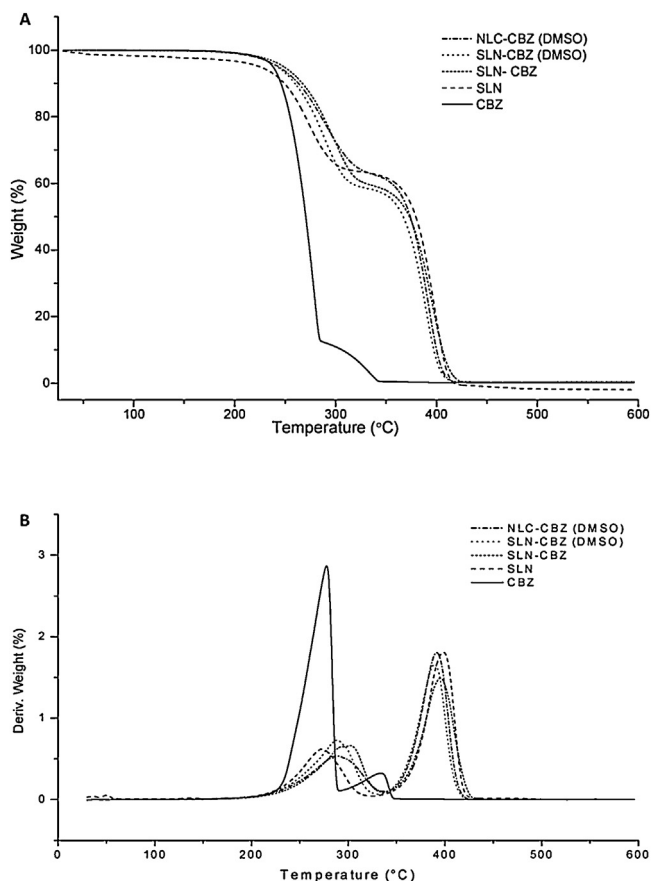 A
100
80
60
40
20
0
Weight (%)
NLC-CBZ (DMSO)
SLN-CBZ (DMSO)
SLN- CBZ
SLN
CBZ
100
200
300
400
500
600
Temperature (°C)
B
3
2
1
0
Deriv. Weight (%)
NLC-CBZ (DMSO)
SLN-CBZ (DMSO)
SLN-CBZ
SLN
CBZ
0
100
200
300
400
500
600
Temperature (°C)